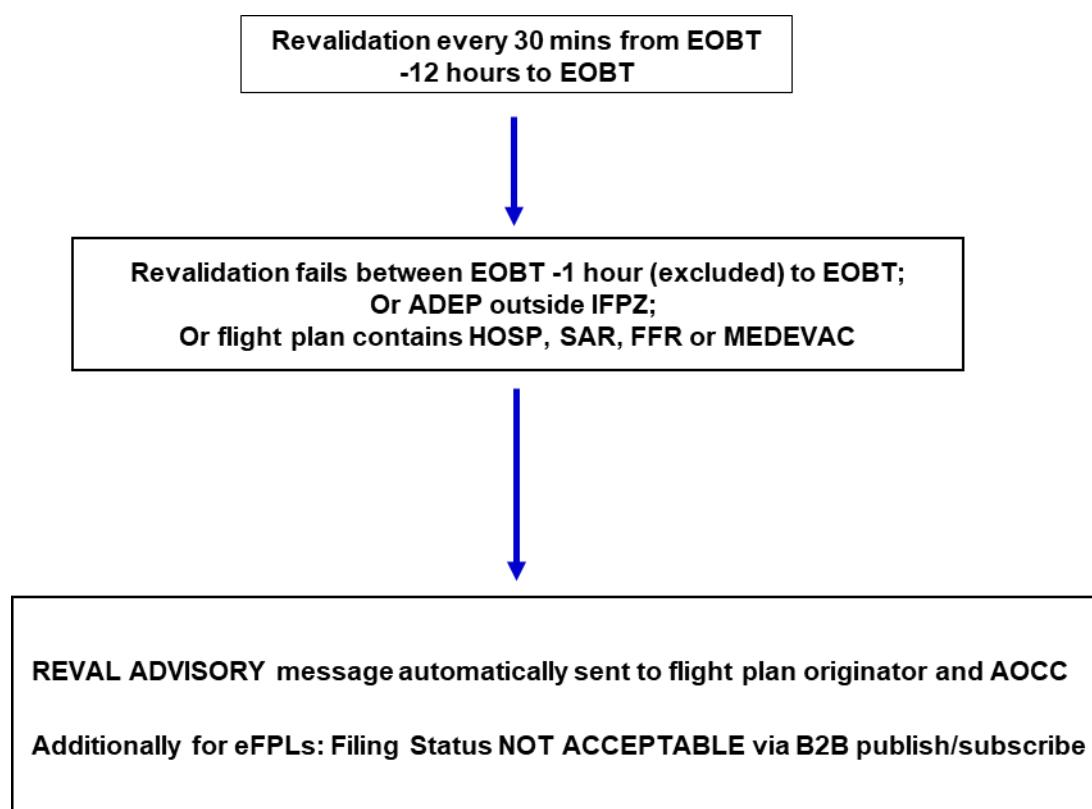 Revalidation every 30 mins from EOBT
-12 hours to EOBT
Revalidation fails between EOBT -1 hour (excluded) to EOBT;
Or ADEP outside IFPZ;
Or flight plan contains HOSP, SAR, FFR or MEDEVAC
REVAL ADVISORY message automatically sent to flight plan originator and AOCC
Additionally for eFPLs: Filing Status NOT ACCEPTABLE via B2B publish/subscribe